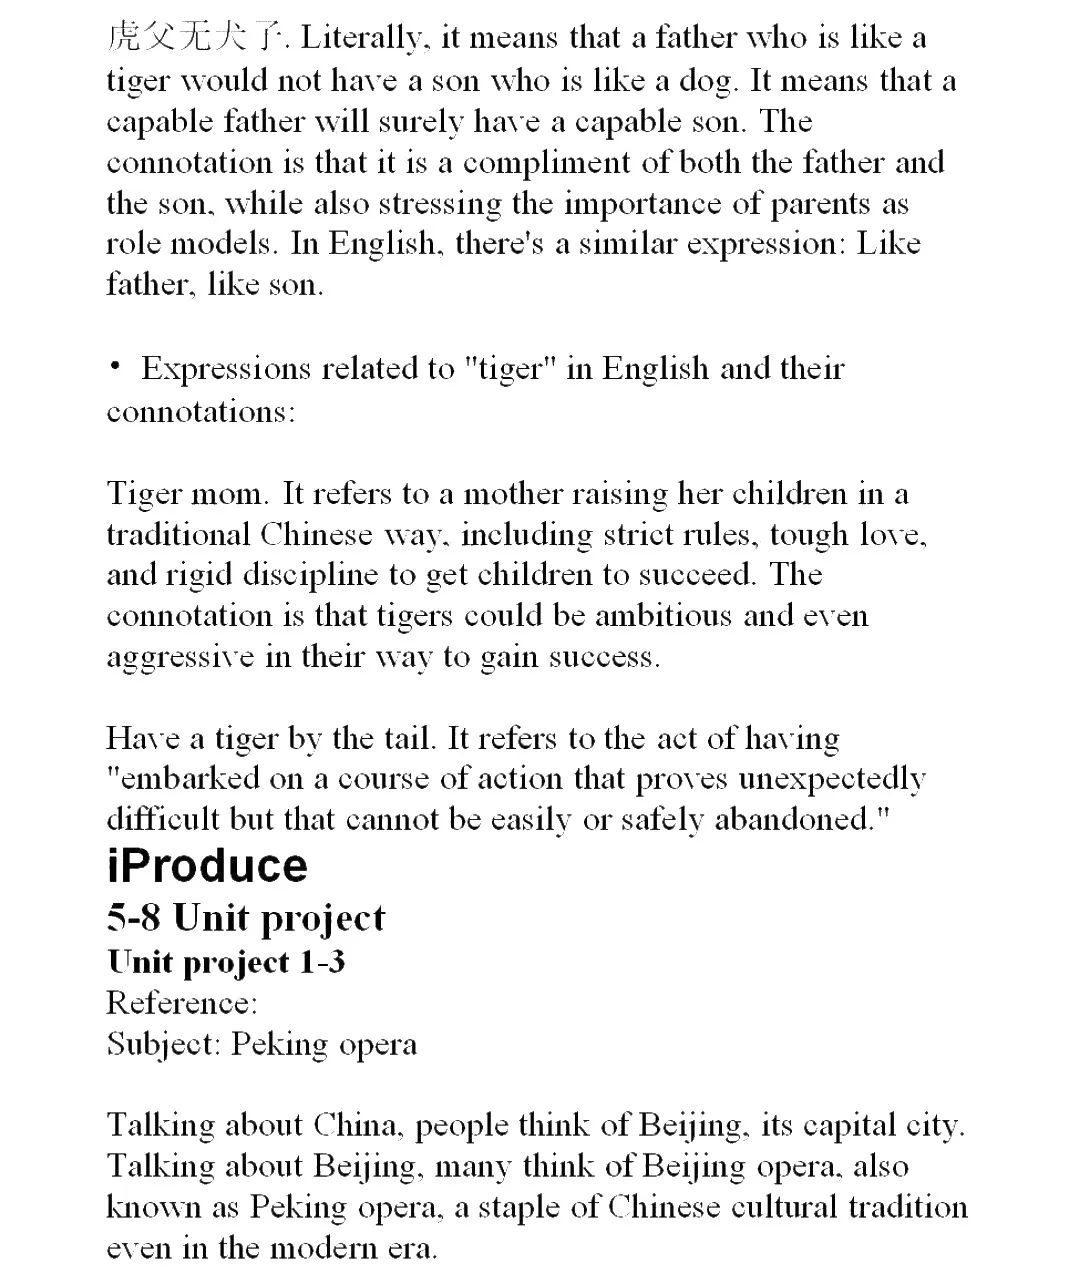 虎父无犬子. Literally, it means that a father who is like a
tiger would not have a son who is like a dog. It means that a
capable father will surely have a capable son. The
connotation is that it is a compliment of both the father and
the son, while also stressing the importance of parents as
role models. In English, there's a similar expression: Like
father, like son.
• Expressions related to "tiger" in English and their
connotations:
Tiger mom. It refers to a mother raising her children in a
traditional Chinese way, including strict rules, tough love,
and rigid discipline to get children to succeed. The
connotation is that tigers could be ambitious and even
aggressive in their way to gain success.
Have a tiger by the tail. It refers to the act of having
"embarked on a course of action that proves unexpectedly
difficult but that cannot be easily or safely abandoned."
iProduce
5-8 Unit project
Unit project 1-3
Reference:
Subject: Peking opera
Talking about China, people think of Beijing, its capital city.
Talking about Beijing, many think of Beijing opera, also
known as Peking opera, a staple of Chinese cultural tradition
even in the modern era.